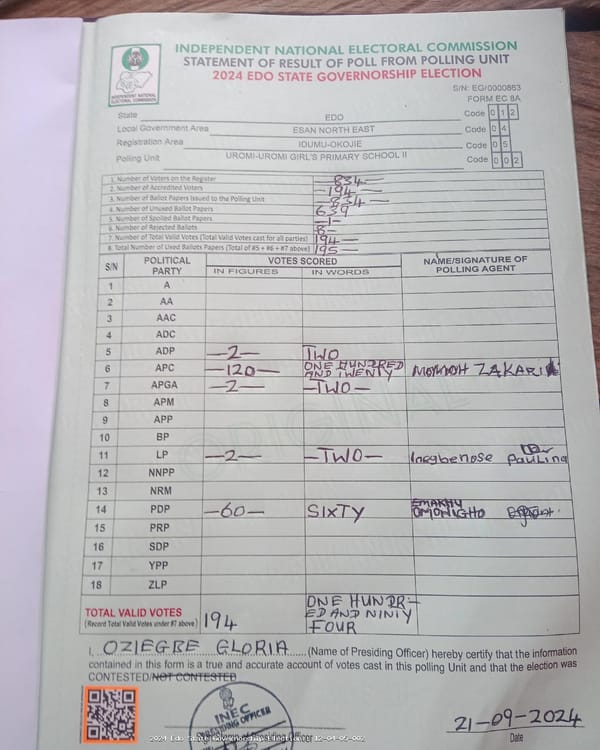 INDEPENDENT NATIONAL ELECTORAL COMMISSION
STATEMENT OF RESULT OF POLL FROM POLLING UNIT
2024 EDO STATE GOVERNORSHIP ELECTION
INDEPENDENT NATIONAL ELECTORAL COMMISSION
S/N: EG/0000863
FORM EC 8A
State EDO Code 0 1 2
Local Government Area ESAN NORTH EAST Code 0 4
Registration Area IDUMU-OKOJIE Code 0 5
Polling Unit UROMI-UROMI GIRL'S PRIMARY SCHOOL II Code 0 0 2
1. Number of Voters on the Register -834-
2. Number of Accredited Voters -194-
3. Number of Ballot Papers Issued to the Polling Unit -834-
4. Number of Unused Ballot Papers 639
5. Number of Spoiled Ballot Papers -1-
6. Number of Rejected Ballots
7. Number of Total Valid Votes (Total Valid Votes cast for all parties) 194-
8. Total Number of Used Ballots Papers (Total of #5 + #6 + #7 above) 195-
S/N POLITICAL PARTY VOTES SCORED NAME/SIGNATURE OF POLLING AGENT
IN FIGURES IN WORDS
1 A
2 AA
3 AAC
4 ADC
5 ADP -2- TWO
6 APC -120- ONE HUNDRED AND TWENTY ZAKARI
7 APGA -2- -TWO-
8 APM
9 APP
10 BP
11 LP -2- -TWO- Inegbenose Paulina
12 NNPP
13 NRM
14 PDP -60- SIXTY OMONIGHO
15 PRP
16 SDP
17 YPP
18 ZLP
TOTAL VALID VOTES 194 ONE HUNDR-
(Record Total Valid Votes under #7 above) ED AND NINIY
FOUR
I, OZIEGBE GLORIA (Name of Presiding Officer) hereby certify that the information
contained in this form is a true and accurate account of votes cast in this polling Unit and that the election was
CONTESTED/NOT CONTESTED
INEC
PRESIDING OFFICER
21-09-2024
Date
ORIGINAL